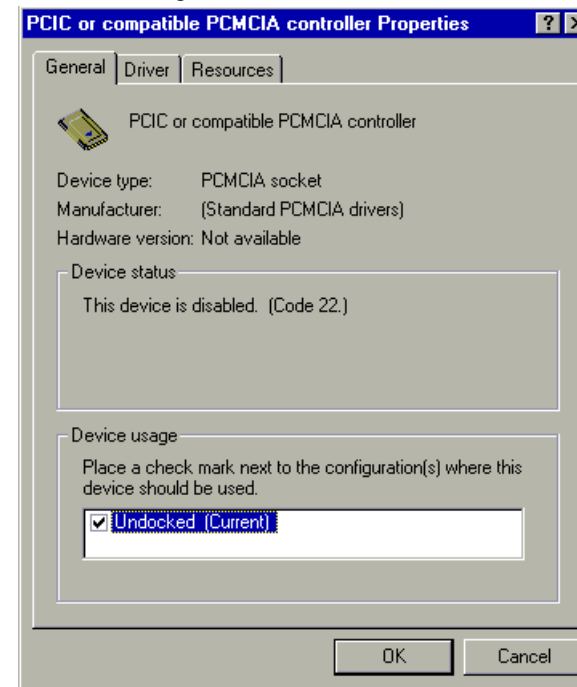 PCIC or compatible PCMCIA controller Properties
General Driver Resources
PCIC or compatible PCMCIA controller
Device type: PCMCIA socket
Manufacturer: (Standard PCMCIA drivers)
Hardware version: Not available
Device status
This device is disabled. (Code 22.)
Device usage
Place a check mark next to the configuration(s) where this
device should be used.
Undocked (Current)
OK Cancel